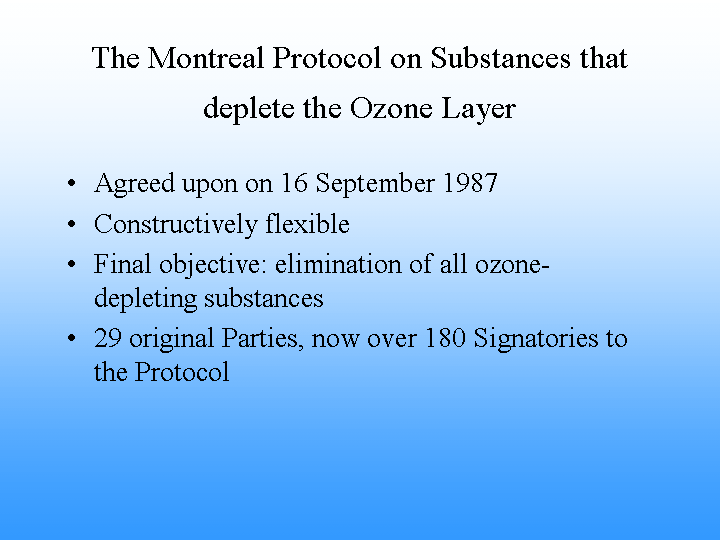 The Montreal Protocol on Substances that
deplete the Ozone Layer
• Agreed upon on 16 September 1987
• Constructively flexible
• Final objective: elimination of all ozone-
depleting substances
• 29 original Parties, now over 180 Signatories to
the Protocol